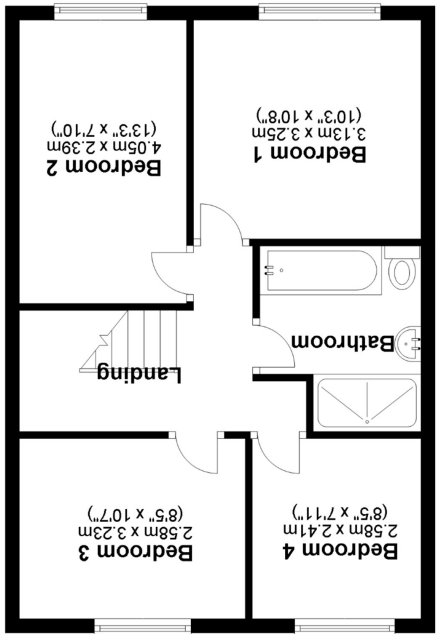 Bedroom 4
2.58m x 2.41m
(8'5" x 7'11")
Bedroom 3
2.58m x 3.23m
(8'5" x 10'7")
Landing
Bathroom
Bedroom 1
3.13m x 3.25m
(10'3" x 10'8")
Bedroom 2
4.05m x 2.39m
(13'3" x 7'10")